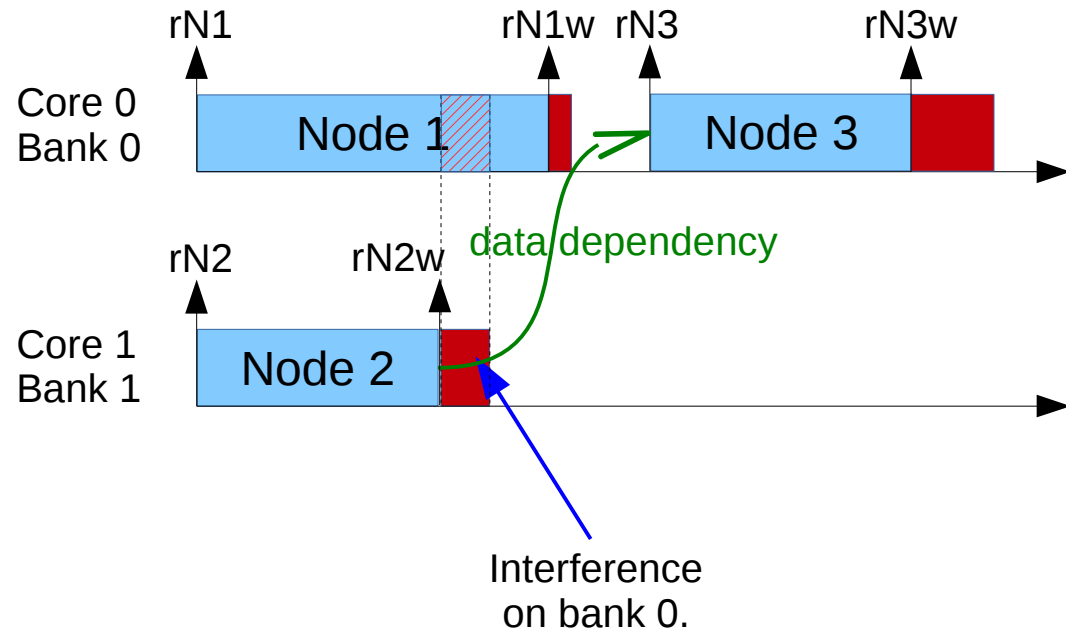 rN1
rN1w
rN3
rN3w
Core 0
Bank 0
Node 1
Node 3
data dependency
rN2
rN2w
Core 1
Bank 1
Node 2
Interference
on bank 0.